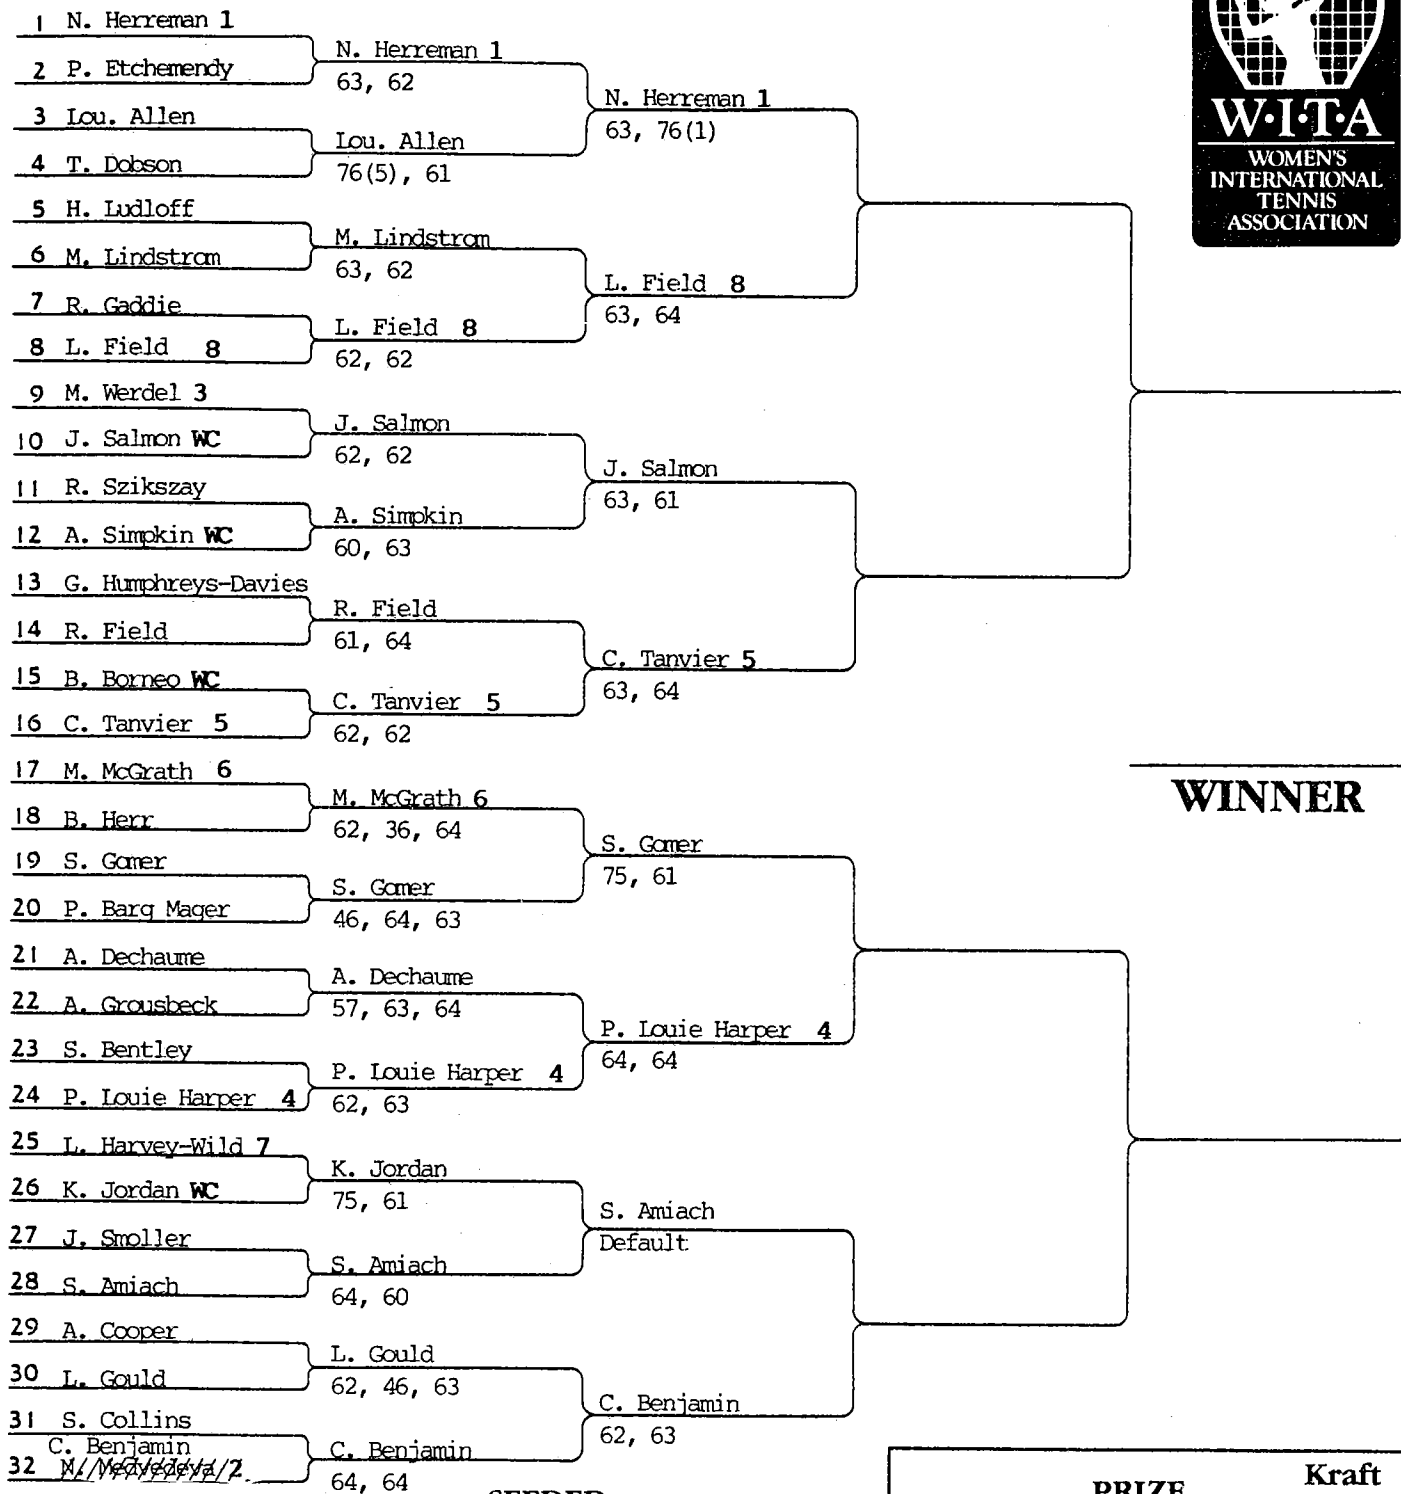 1 N. Herreman 1
2 P. Etchemendy
3 Lou. Allen
4 T. Dobson
5 H. Ludloff
6 M. Lindstrom
7 R. Gaddie
8 L. Field 8
9 M. Werdel 3
10 J. Salmon WC
11 R. Szikszay
12 A. Simpkin WC
13 G. Humphreys-Davies
14 R. Field
15 B. Borneo WC
16 C. Tanvier 5
17 M. McGrath 6
18 B. Herr
19 S. Gomer
20 P. Barg Mager
21 A. Dechaume
22 A. Grousbeck
23 S. Bentley
24 P. Louie Harper 4
25 L. Harvey-Wild 7
26 K. Jordan WC
27 J. Smoller
28 S. Amiach
29 A. Cooper
30 L. Gould
31 S. Collins
C. Benjamin
32 N. Medvedeva 2
N. Herreman 1
63, 62
Lou. Allen
76(5), 61
M. Lindstrom
63, 62
L. Field 8
62, 62
J. Salmon
62, 62
A. Simpkin
60, 63
R. Field
61, 64
C. Tanvier 5
62, 62
M. McGrath 6
62, 36, 64
S. Gomer
46, 64, 63
A. Dechaume
57, 63, 64
P. Louie Harper 4
62, 63
K. Jordan
75, 61
S. Amiach
64, 60
L. Gould
62, 46, 63
C. Benjamin
64, 64
N. Herreman 1
63, 76(1)
L. Field 8
63, 64
J. Salmon
63, 61
C. Tanvier 5
63, 64
S. Gomer
75, 61
P. Louie Harper 4
64, 64
S. Amiach
Default
C. Benjamin
62, 63
W·I·T·A
WOMEN'S
INTERNATIONAL
TENNIS
ASSOCIATION
WINNER
SEEDED
PRIZE
Kraft